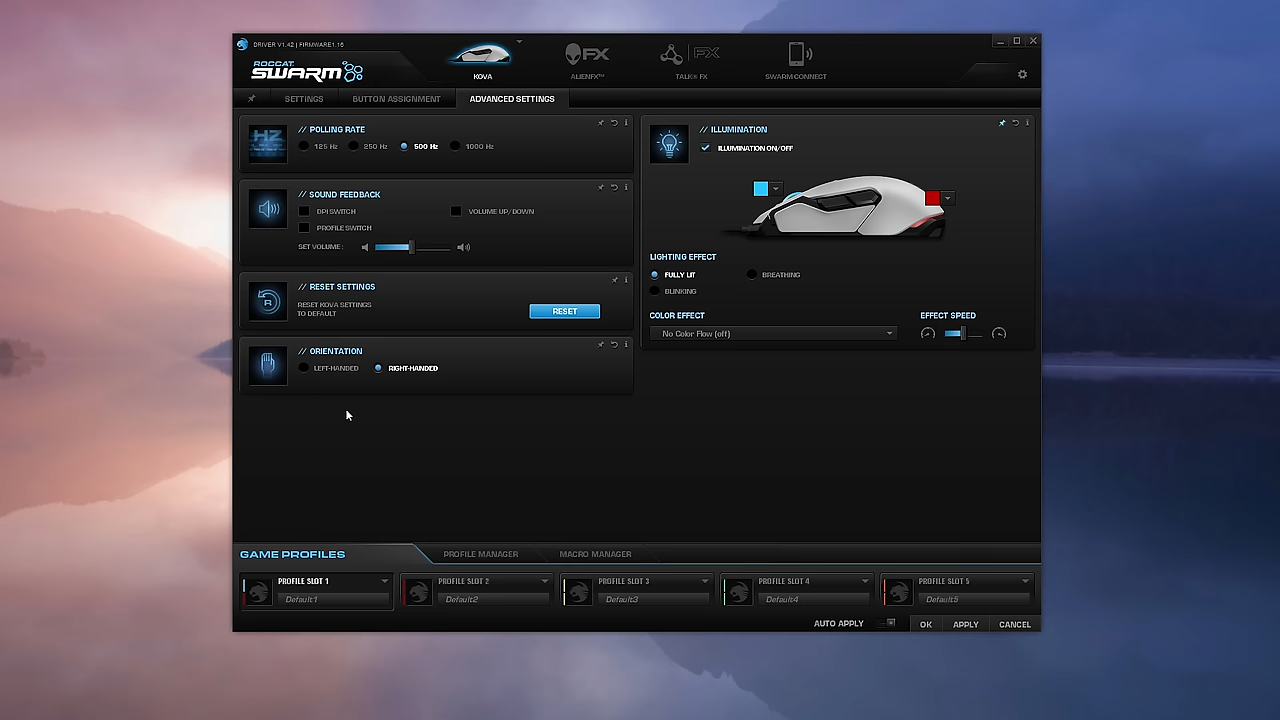 DRIVER V1.42 | FIRMWARE1.16
ROCCAT
SWARM
KOVA
FX
ALIENFX™
FX
TALK® FX
SWARM CONNECT
SETTINGS
BUTTON ASSIGNMENT
ADVANCED SETTINGS
HZ
// POLLING RATE
125 Hz
250 Hz
500 Hz
1000 Hz
// SOUND FEEDBACK
DPI SWITCH
VOLUME UP/DOWN
PROFILE SWITCH
SET VOLUME :
R
// RESET SETTINGS
RESET KOVA SETTINGS
TO DEFAULT
RESET
// ORIENTATION
LEFT-HANDED
RIGHT-HANDED
// ILLUMINATION
ILLUMINATION ON/OFF
LIGHTING EFFECT
FULLY LIT
BREATHING
BLINKING
COLOR EFFECT
EFFECT SPEED
No Color Flow (off)
GAME PROFILES
PROFILE MANAGER
MACRO MANAGER
PROFILE SLOT 1
Default1
PROFILE SLOT 2
Default2
PROFILE SLOT 3
Default3
PROFILE SLOT 4
Default4
PROFILE SLOT 5
Default5
AUTO APPLY
OK
APPLY
CANCEL